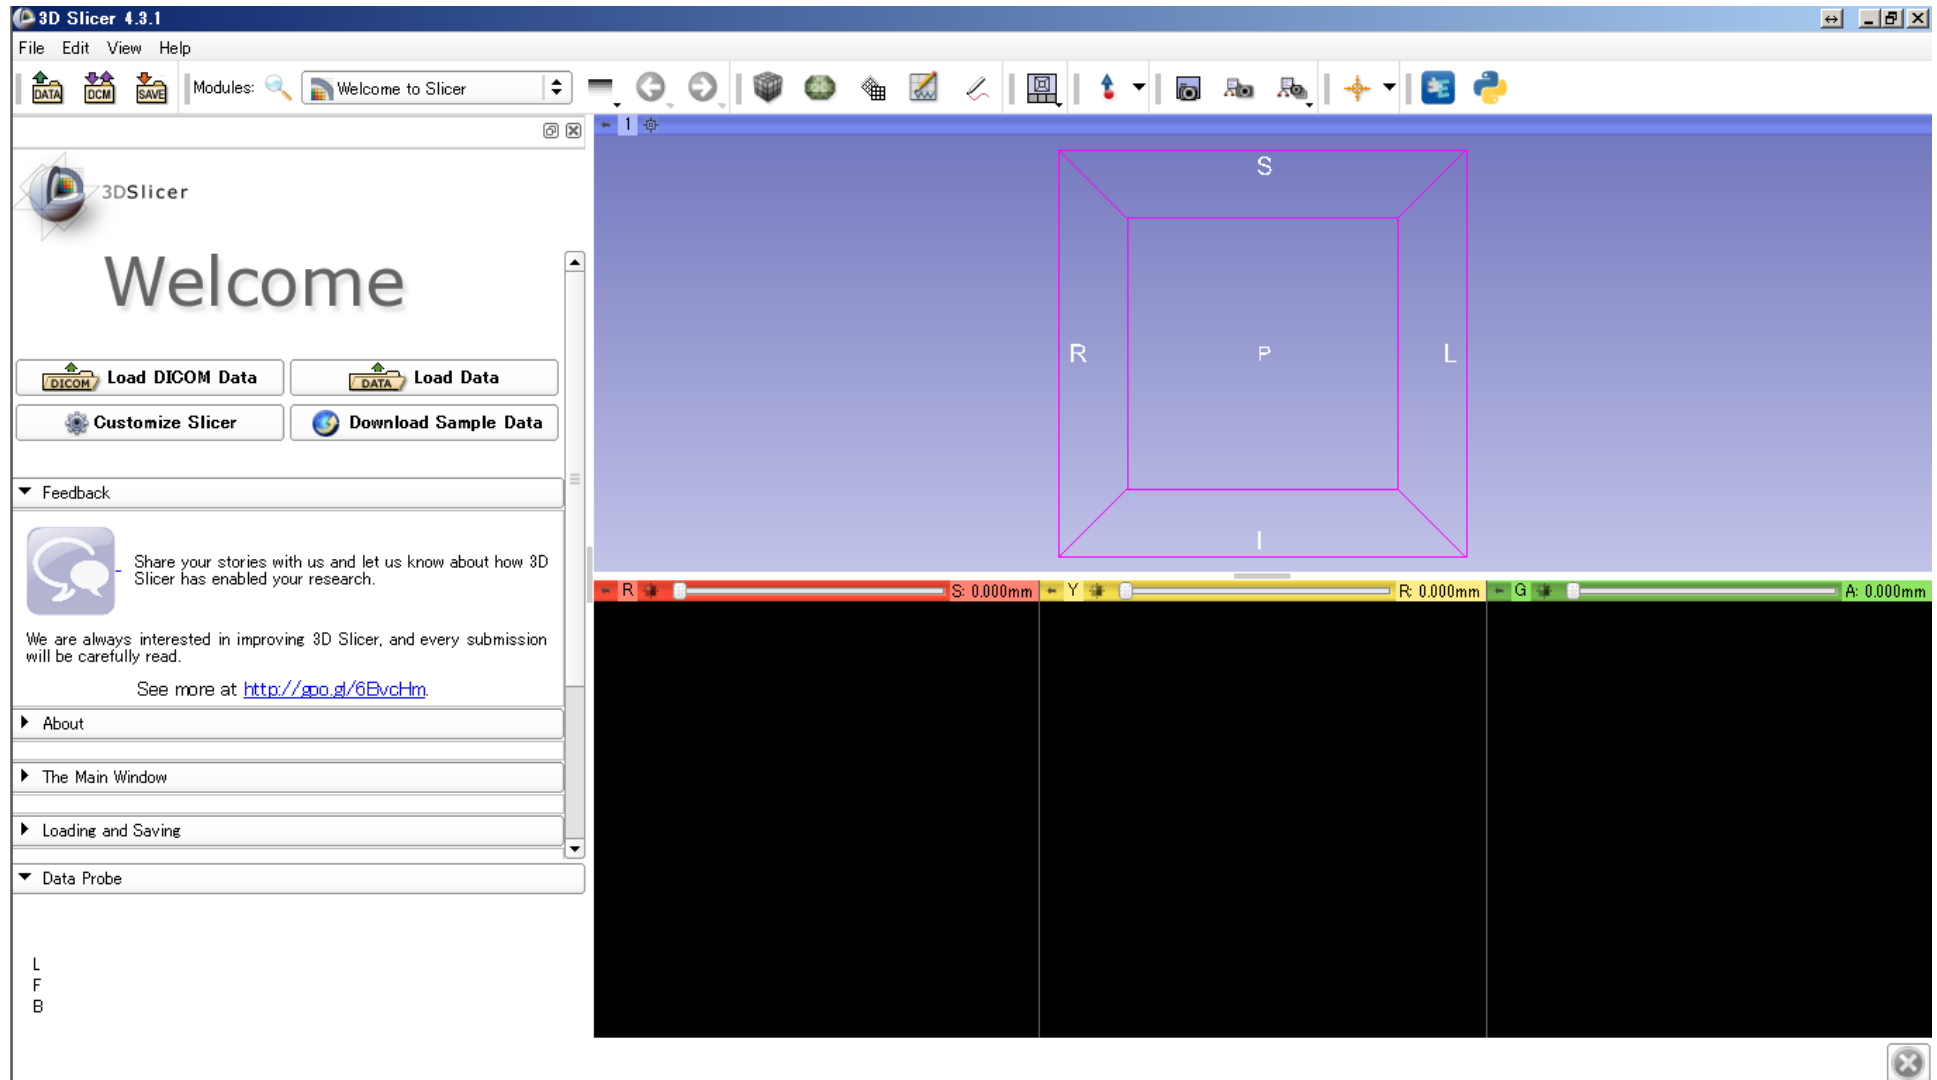 3D Slicer 4.3.1
File Edit View Help
DATA DCM SAVE Modules: Welcome to Slicer
1
3DSlicer
Welcome
DICOM Load DICOM Data
DATA Load Data
Customize Slicer
Download Sample Data
Feedback
Share your stories with us and let us know about how 3D
Slicer has enabled your research.
We are always interested in improving 3D Slicer, and every submission
will be carefully read.
See more at http://goo.gl/6BvcHm.
About
The Main Window
Loading and Saving
Data Probe
L
F
B
S
R P L
I
R S: 0.000mm
Y R: 0.000mm
G A: 0.000mm